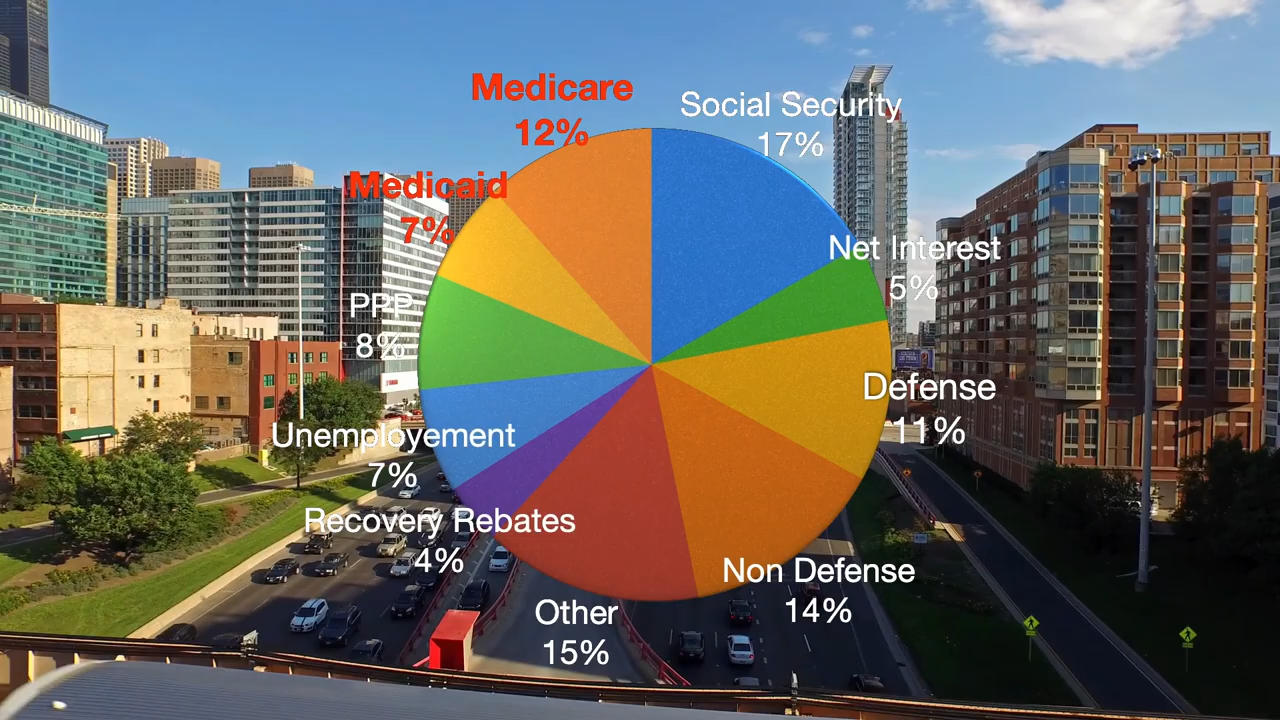 Medicare
12%
Social Security
17%
Medicaid
7%
Net Interest
5%
PPP
8%
Defense
11%
Unemployement
7%
Recovery Rebates
4%
Non Defense
14%
Other
15%